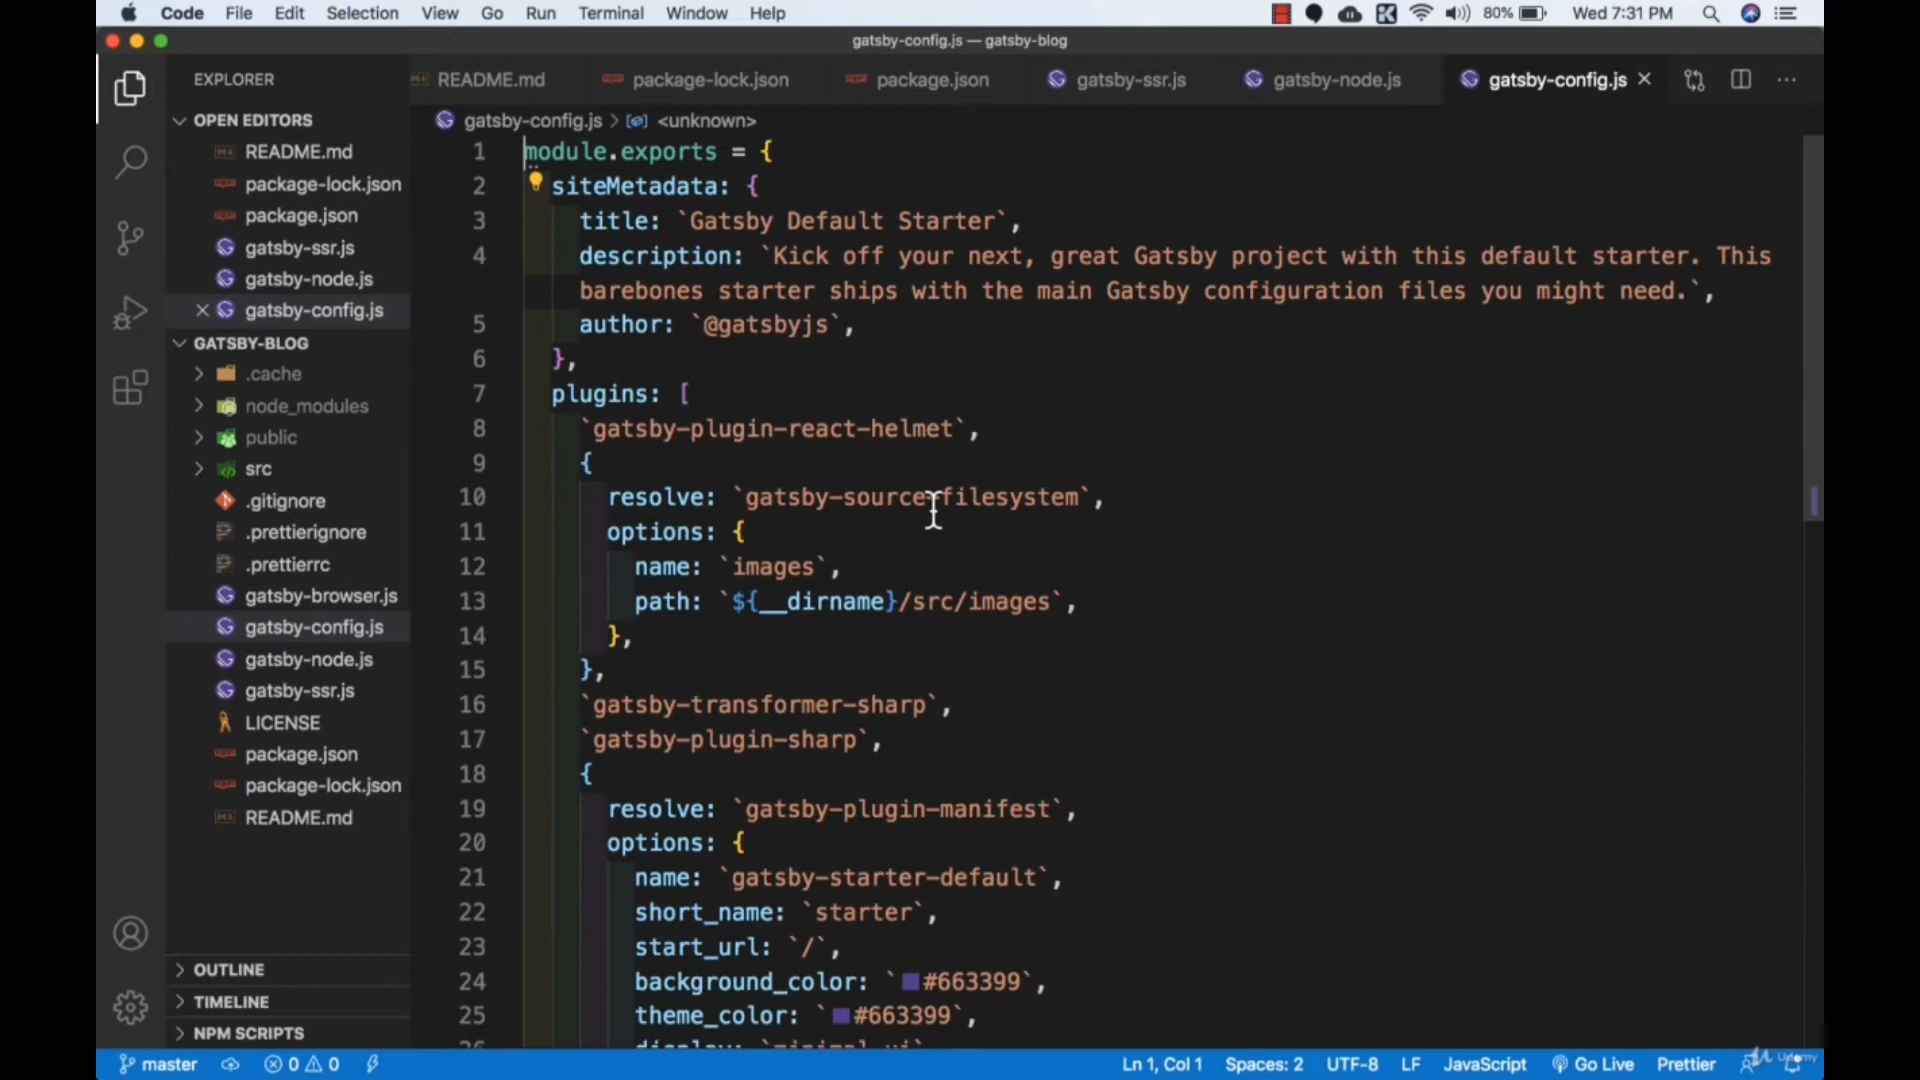 Code File Edit Selection View Go Run Terminal Window Help 80% Wed 7:31 PM
gatsby-config.js — gatsby-blog
EXPLORER
README.md package-lock.json package.json gatsby-ssr.js gatsby-node.js gatsby-config.js
OPEN EDITORS
README.md
package-lock.json
package.json
gatsby-ssr.js
gatsby-node.js
gatsby-config.js
GATSBY-BLOG
.cache
node_modules
public
src
.gitignore
.prettierignore
.prettierrc
gatsby-browser.js
gatsby-config.js
gatsby-node.js
gatsby-ssr.js
LICENSE
package.json
package-lock.json
README.md
OUTLINE
TIMELINE
NPM SCRIPTS
gatsby-config.js > <unknown>
1 module.exports = {
2 siteMetadata: {
3 title: `Gatsby Default Starter`,
4 description: `Kick off your next, great Gatsby project with this default starter. This
barebones starter ships with the main Gatsby configuration files you might need.`,
5 author: `@gatsbyjs`,
6 },
7 plugins: [
8 `gatsby-plugin-react-helmet`,
9 {
10 resolve: `gatsby-source-filesystem`,
11 options: {
12 name: `images`,
13 path: `${__dirname}/src/images`,
14 },
15 },
16 `gatsby-transformer-sharp`,
17 `gatsby-plugin-sharp`,
18 {
19 resolve: `gatsby-plugin-manifest`,
20 options: {
21 name: `gatsby-starter-default`,
22 short_name: `starter`,
23 start_url: `/`,
24 background_color: `#663399`,
25 theme_color: `#663399`,
26 display: `minimal-ui`
master 0 0 Ln 1, Col 1 Spaces: 2 UTF-8 LF JavaScript Go Live Prettier
Udemy